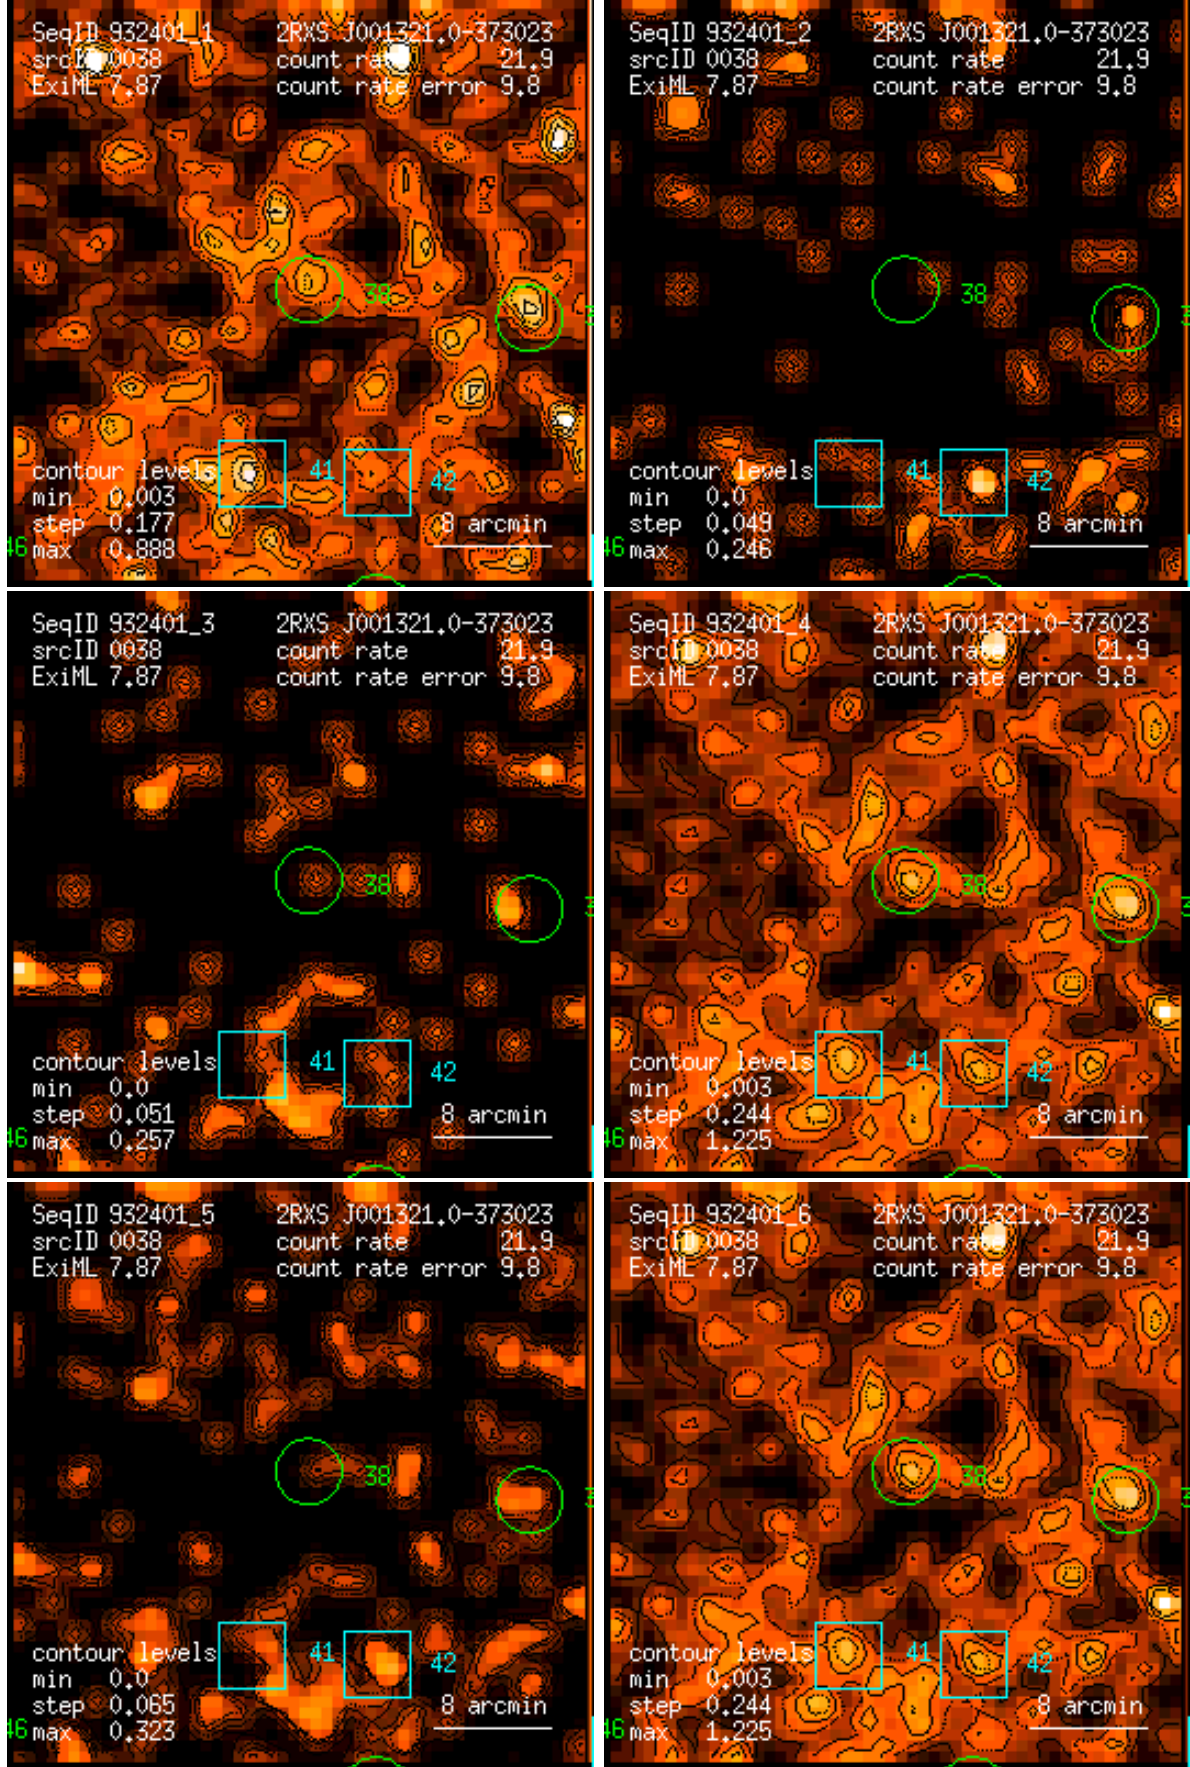 SeqID 932401_1 2RXS J001321.0-373023
srcID 0038 count rate 21.9
ExiML 7.87 count rate error 9.8
38
contour levels 41 42
min 0.003
step 0.177 8 arcmin
46 max 0.888
SeqID 932401_2 2RXS J001321.0-373023
srcID 0038 count rate 21.9
ExiML 7.87 count rate error 9.8
38
contour levels 41 42
min 0.0
step 0.049 8 arcmin
46 max 0.246
SeqID 932401_3 2RXS J001321.0-373023
srcID 0038 count rate 21.9
ExiML 7.87 count rate error 9.8
38
contour levels 41 42
min 0.0
step 0.051 8 arcmin
46 max 0.257
SeqID 932401_4 2RXS J001321.0-373023
srcID 0038 count rate 21.9
ExiML 7.87 count rate error 9.8
38
contour levels 41 42
min 0.003
step 0.244 8 arcmin
46 max 1.225
SeqID 932401_5 2RXS J001321.0-373023
srcID 0038 count rate 21.9
ExiML 7.87 count rate error 9.8
38
contour levels 41 42
min 0.0
step 0.065 8 arcmin
46 max 0.323
SeqID 932401_6 2RXS J001321.0-373023
srcID 0038 count rate 21.9
ExiML 7.87 count rate error 9.8
38
contour levels 41 42
min 0.003
step 0.244 8 arcmin
46 max 1.225